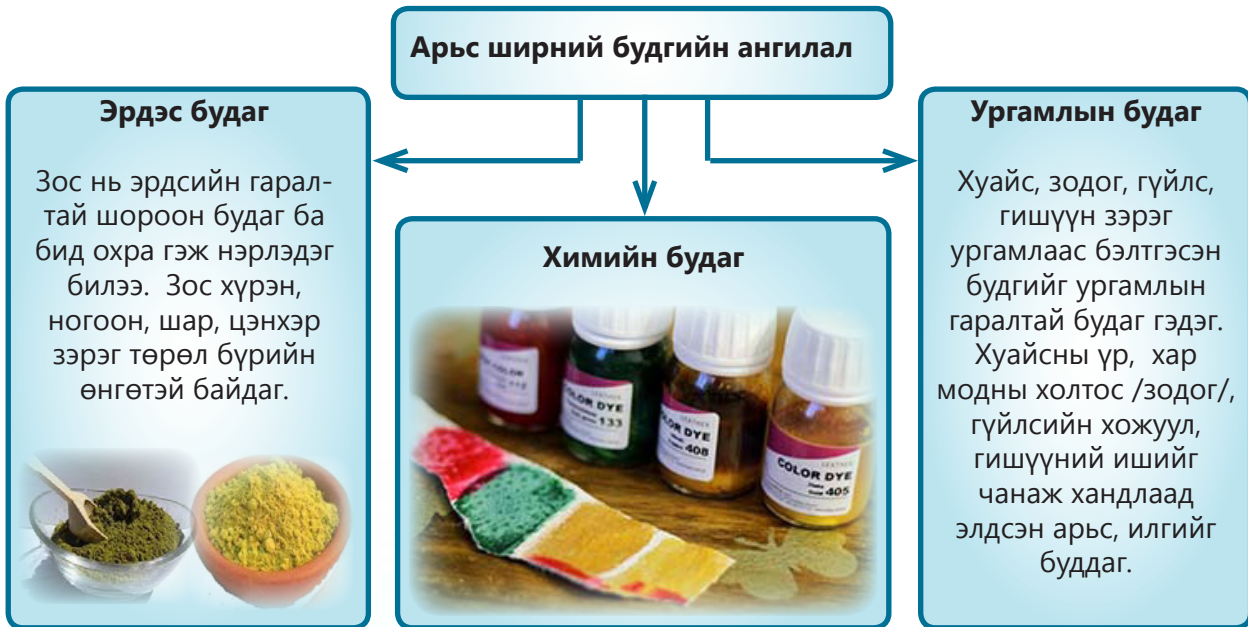 Арьс ширний будгийн ангилал
Эрдэс будаг
Зос нь эрдсийн гарал-
тай шороон будаг ба
бид охра гэж нэрлэдэг
билээ. Зос хүрэн,
ногоон, шар, цэнхэр
зэрэг төрөл бүрийн
өнгөтэй байдаг.
Химийн будаг
COLOR DYE
133
COLOR DYE
408
LEATHER
COLOR DYE
405
Ургамлын будаг
Хуайс, зодог, гүйлс,
гишүүн зэрэг
ургамлаас бэлтгэсэн
будгийг ургамлын
гаралтай будаг гэдэг.
Хуайсны үр, хар
модны холтос /зодог/,
гүйлсийн хожуул,
гишүүний ишийг
чанаж хандлаад
элдсэн арьс, илгийг
буддаг.